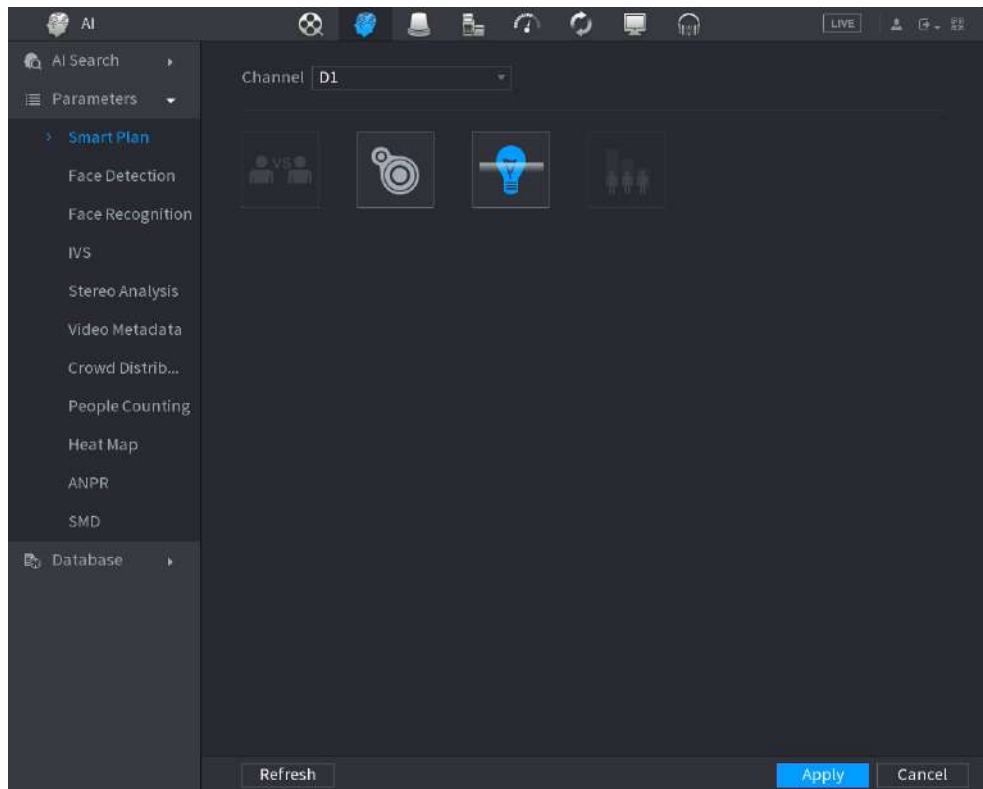 AI
LIVE
AI Search
Parameters
Smart Plan
Face Detection
Face Recognition
IVS
Stereo Analysis
Video Metadata
Crowd Distrib...
People Counting
Heat Map
ANPR
SMD
Database
Channel D1
VS
Refresh
Apply
Cancel